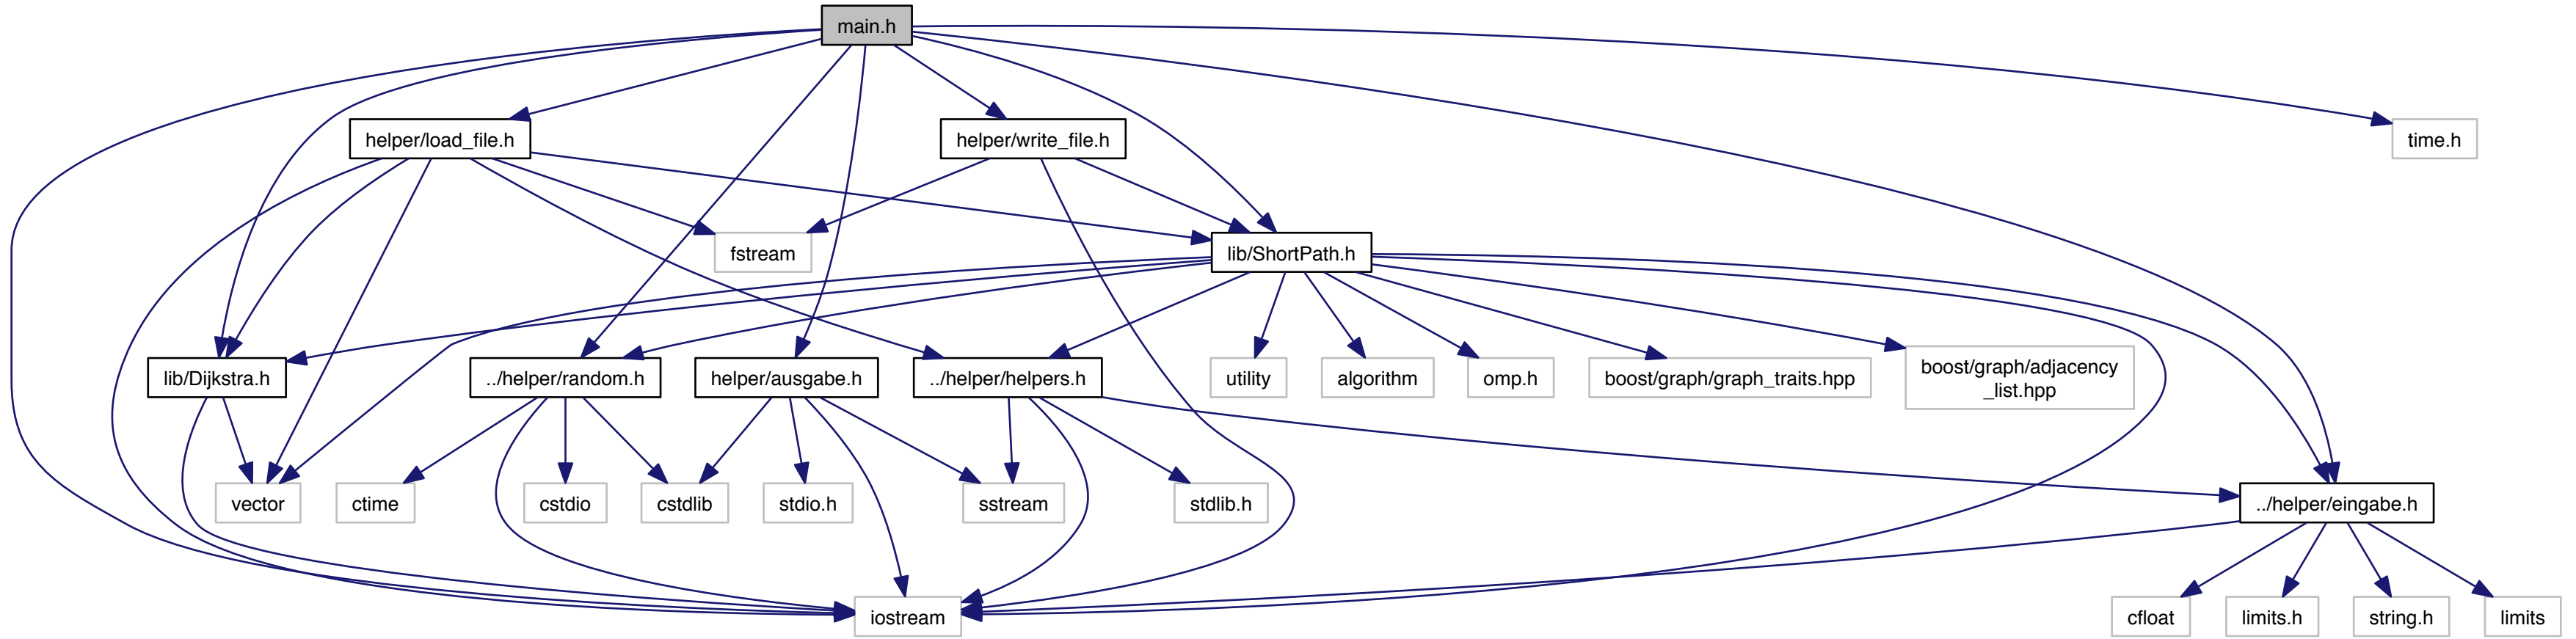 main.h
helper/load_file.h
helper/write_file.h
time.h
fstream
lib/ShortPath.h
lib/Dijkstra.h
../helper/random.h
helper/ausgabe.h
../helper/helpers.h
utility
algorithm
omp.h
boost/graph/graph_traits.hpp
boost/graph/adjacency
_list.hpp
vector
ctime
cstdio
cstdlib
stdio.h
sstream
stdlib.h
../helper/eingabe.h
iostream
cfloat
limits.h
string.h
limits